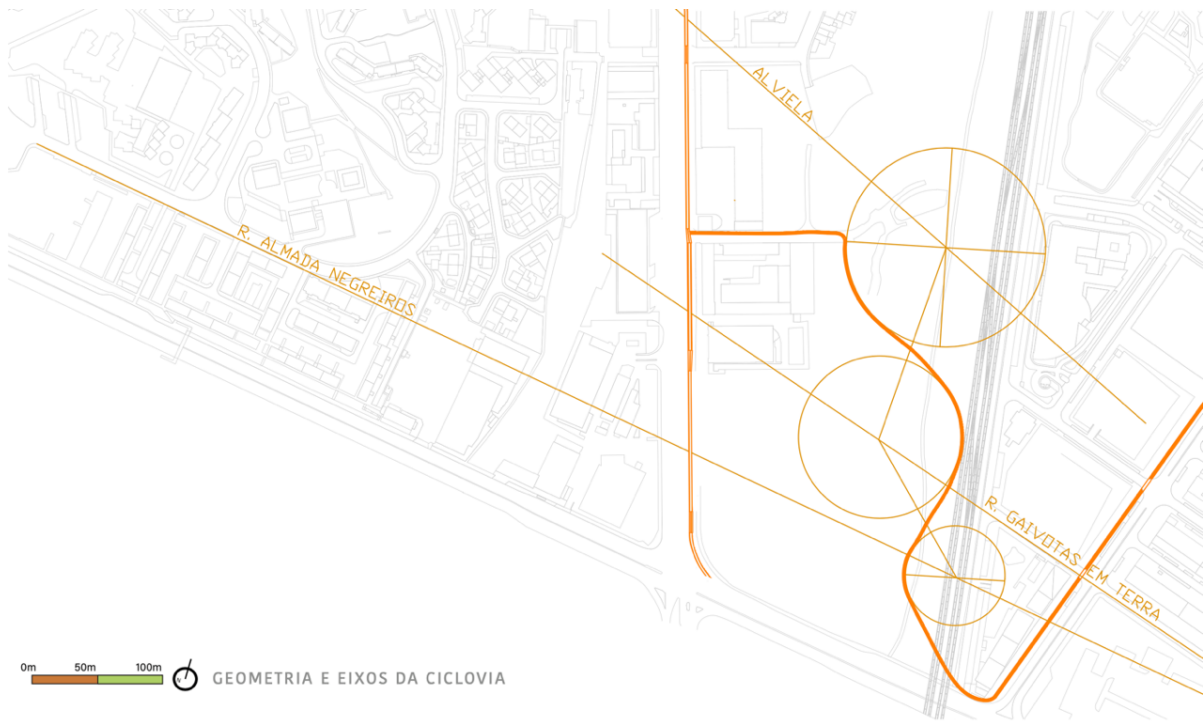 ALVIELA
R. ALMADA NEGREIROS
R. GAIVOTAS EM TERRA
0m 50m 100m
N
GEOMETRIA E EIXOS DA CICLOVIA